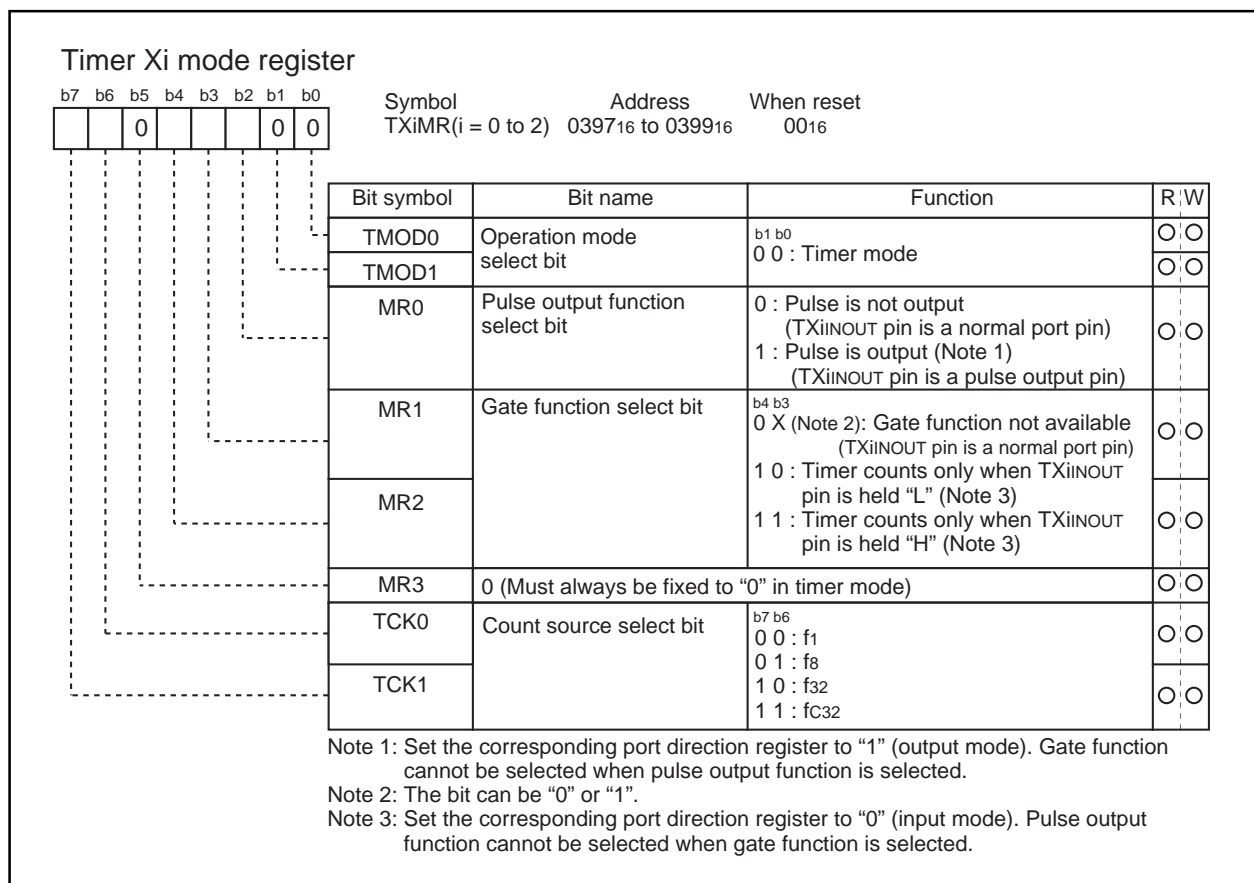 Timer Xi mode register
b7 b6 b5 b4 b3 b2 b1 b0
0 0 0
Symbol Address When reset
TXiMR(i = 0 to 2) 039716 to 039916 0016
Bit symbol Bit name Function R W
TMOD0 Operation mode select bit b1 b0
0 0 : Timer mode
TMOD1
MR0 Pulse output function select bit 0 : Pulse is not output
(TXiINOUT pin is a normal port pin)
1 : Pulse is output (Note 1)
(TXiINOUT pin is a pulse output pin)
MR1 Gate function select bit b4 b3
0 X (Note 2): Gate function not available
(TXiINOUT pin is a normal port pin)
1 0 : Timer counts only when TXiINOUT
pin is held “L” (Note 3)
MR2
1 1 : Timer counts only when TXiINOUT
pin is held “H” (Note 3)
MR3 0 (Must always be fixed to “0” in timer mode)
TCK0 Count source select bit b7 b6
0 0 : f1
0 1 : f8
TCK1
1 0 : f32
1 1 : fC32
Note 1: Set the corresponding port direction register to “1” (output mode). Gate function
cannot be selected when pulse output function is selected.
Note 2: The bit can be “0” or “1”.
Note 3: Set the corresponding port direction register to “0” (input mode). Pulse output
function cannot be selected when gate function is selected.